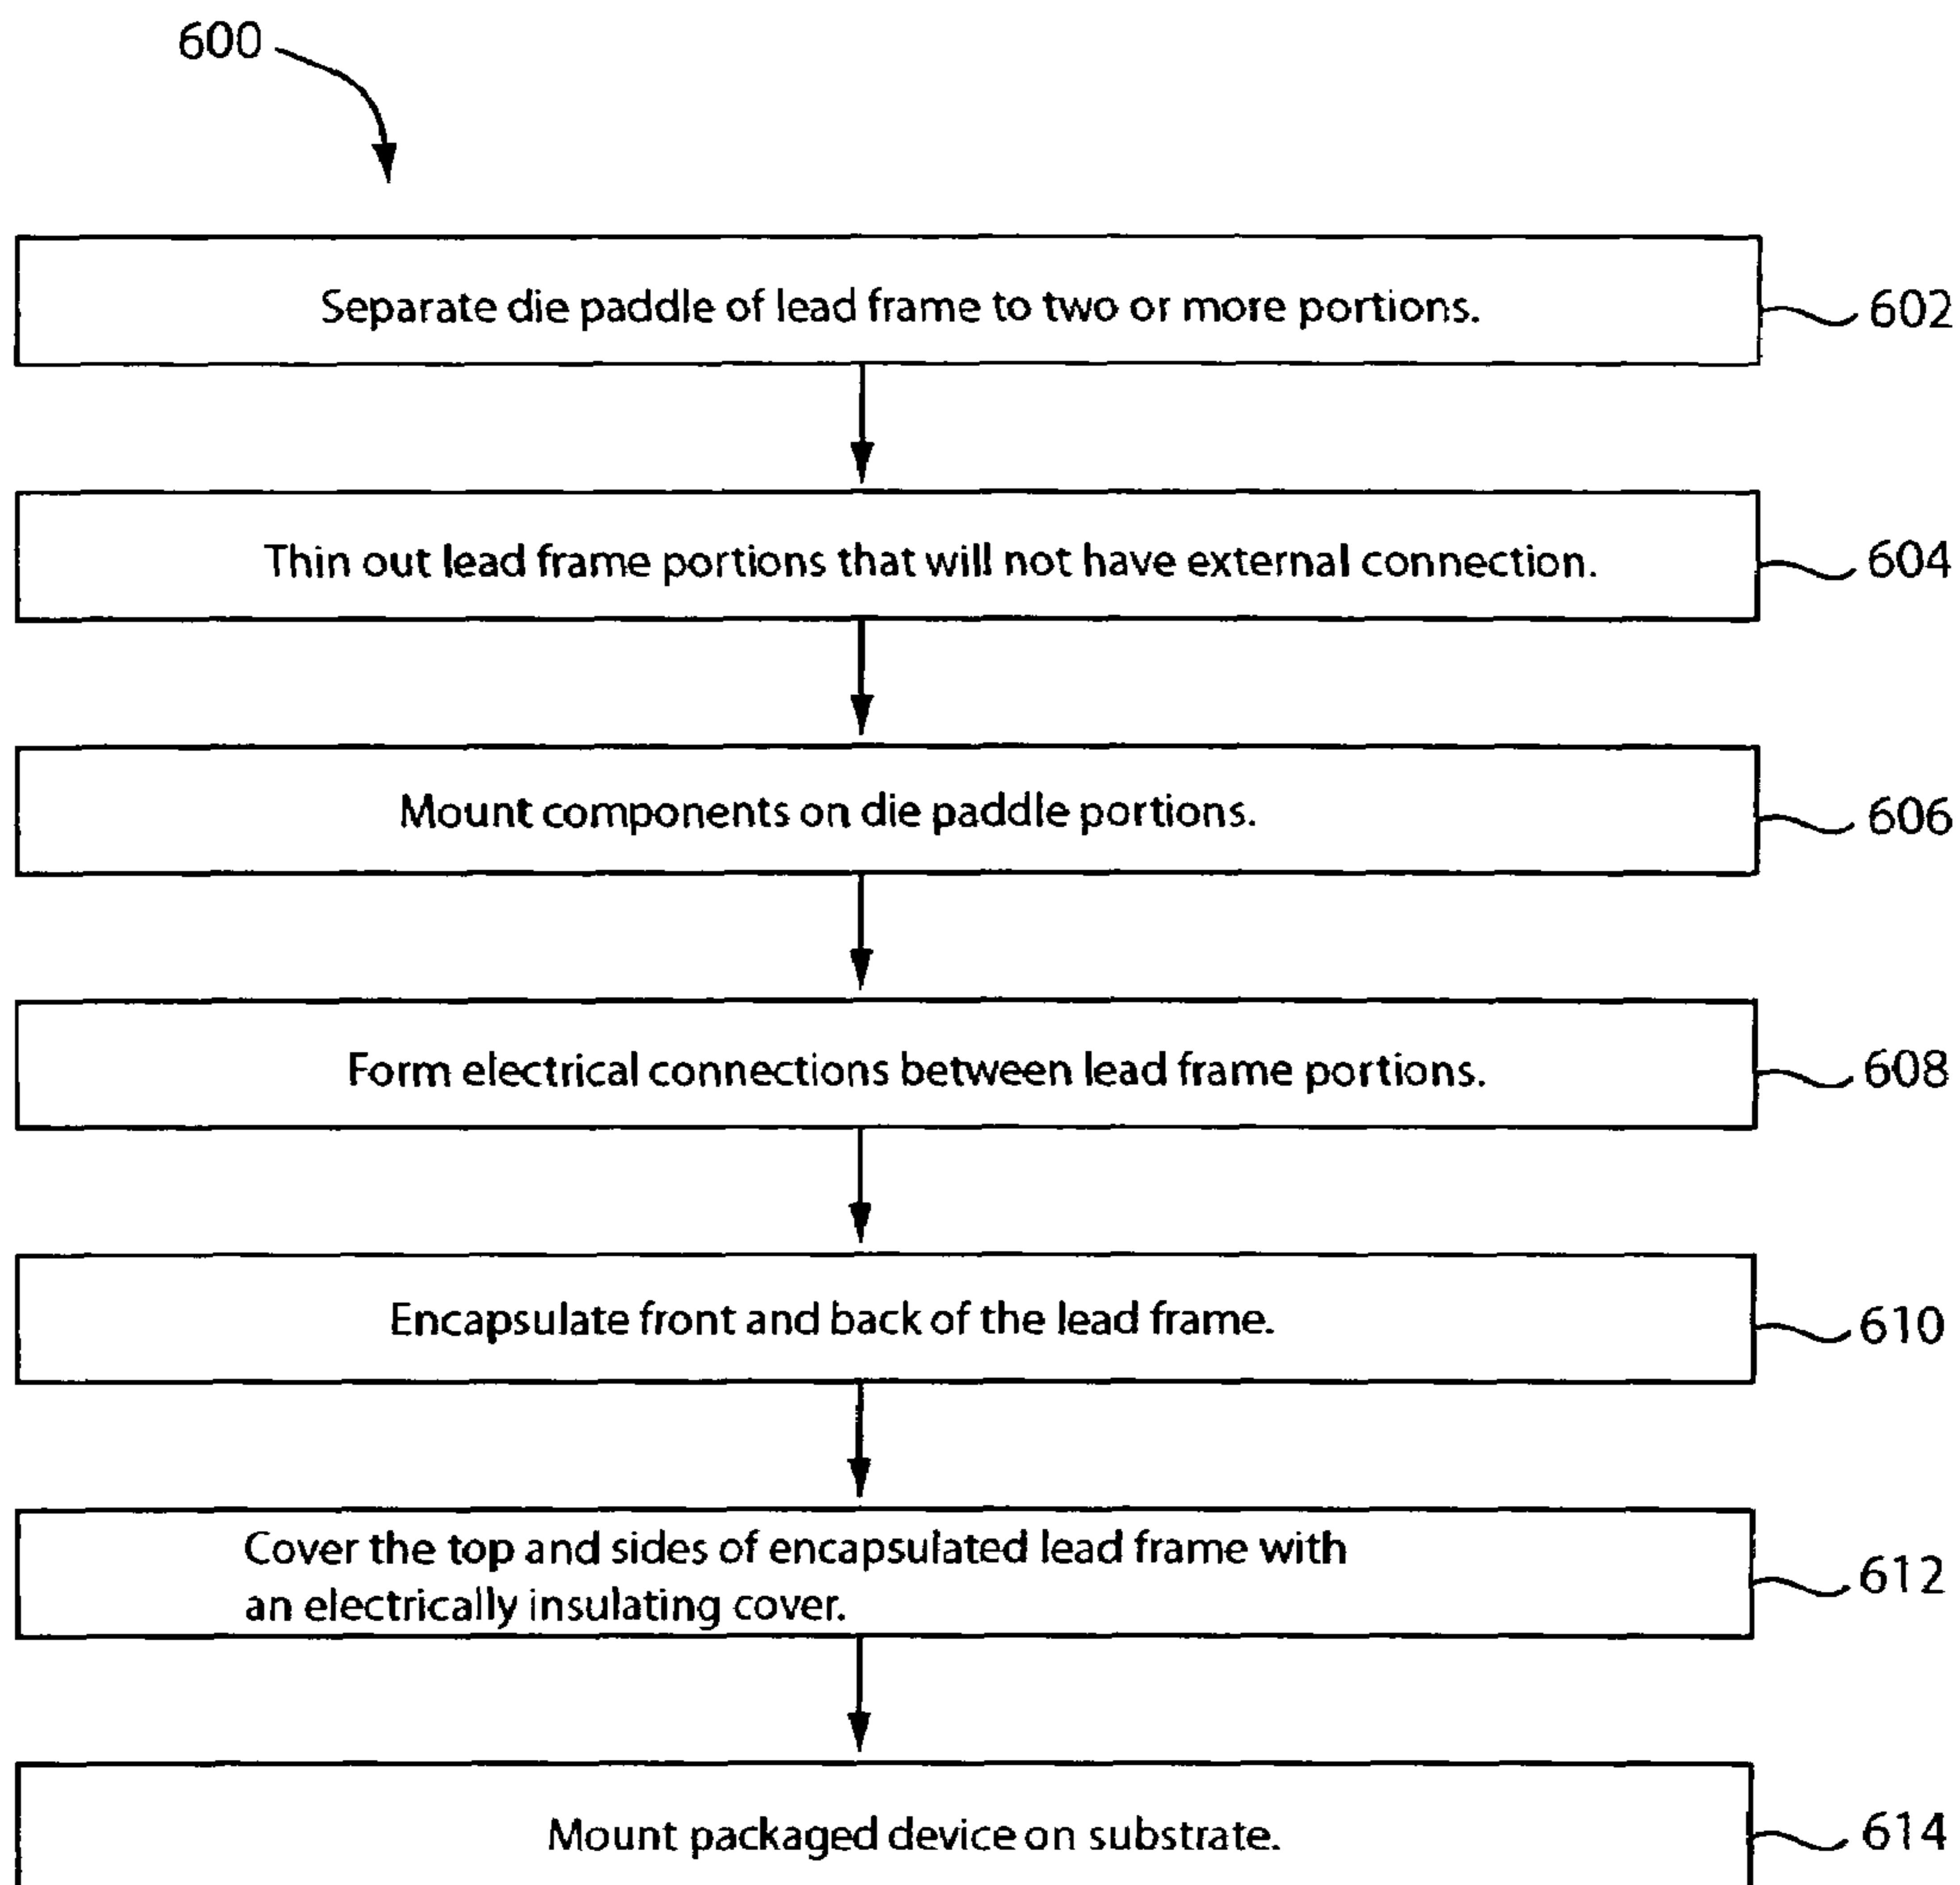 600
Separate die paddle of lead frame to two or more portions.
602
Thin out lead frame portions that will not have external connection.
604
Mount components on die paddle portions.
606
Form electrical connections between lead frame portions.
608
Encapsulate front and back of the lead frame.
610
Cover the top and sides of encapsulated lead frame with
an electrically insulating cover.
612
Mount packaged device on substrate.
614